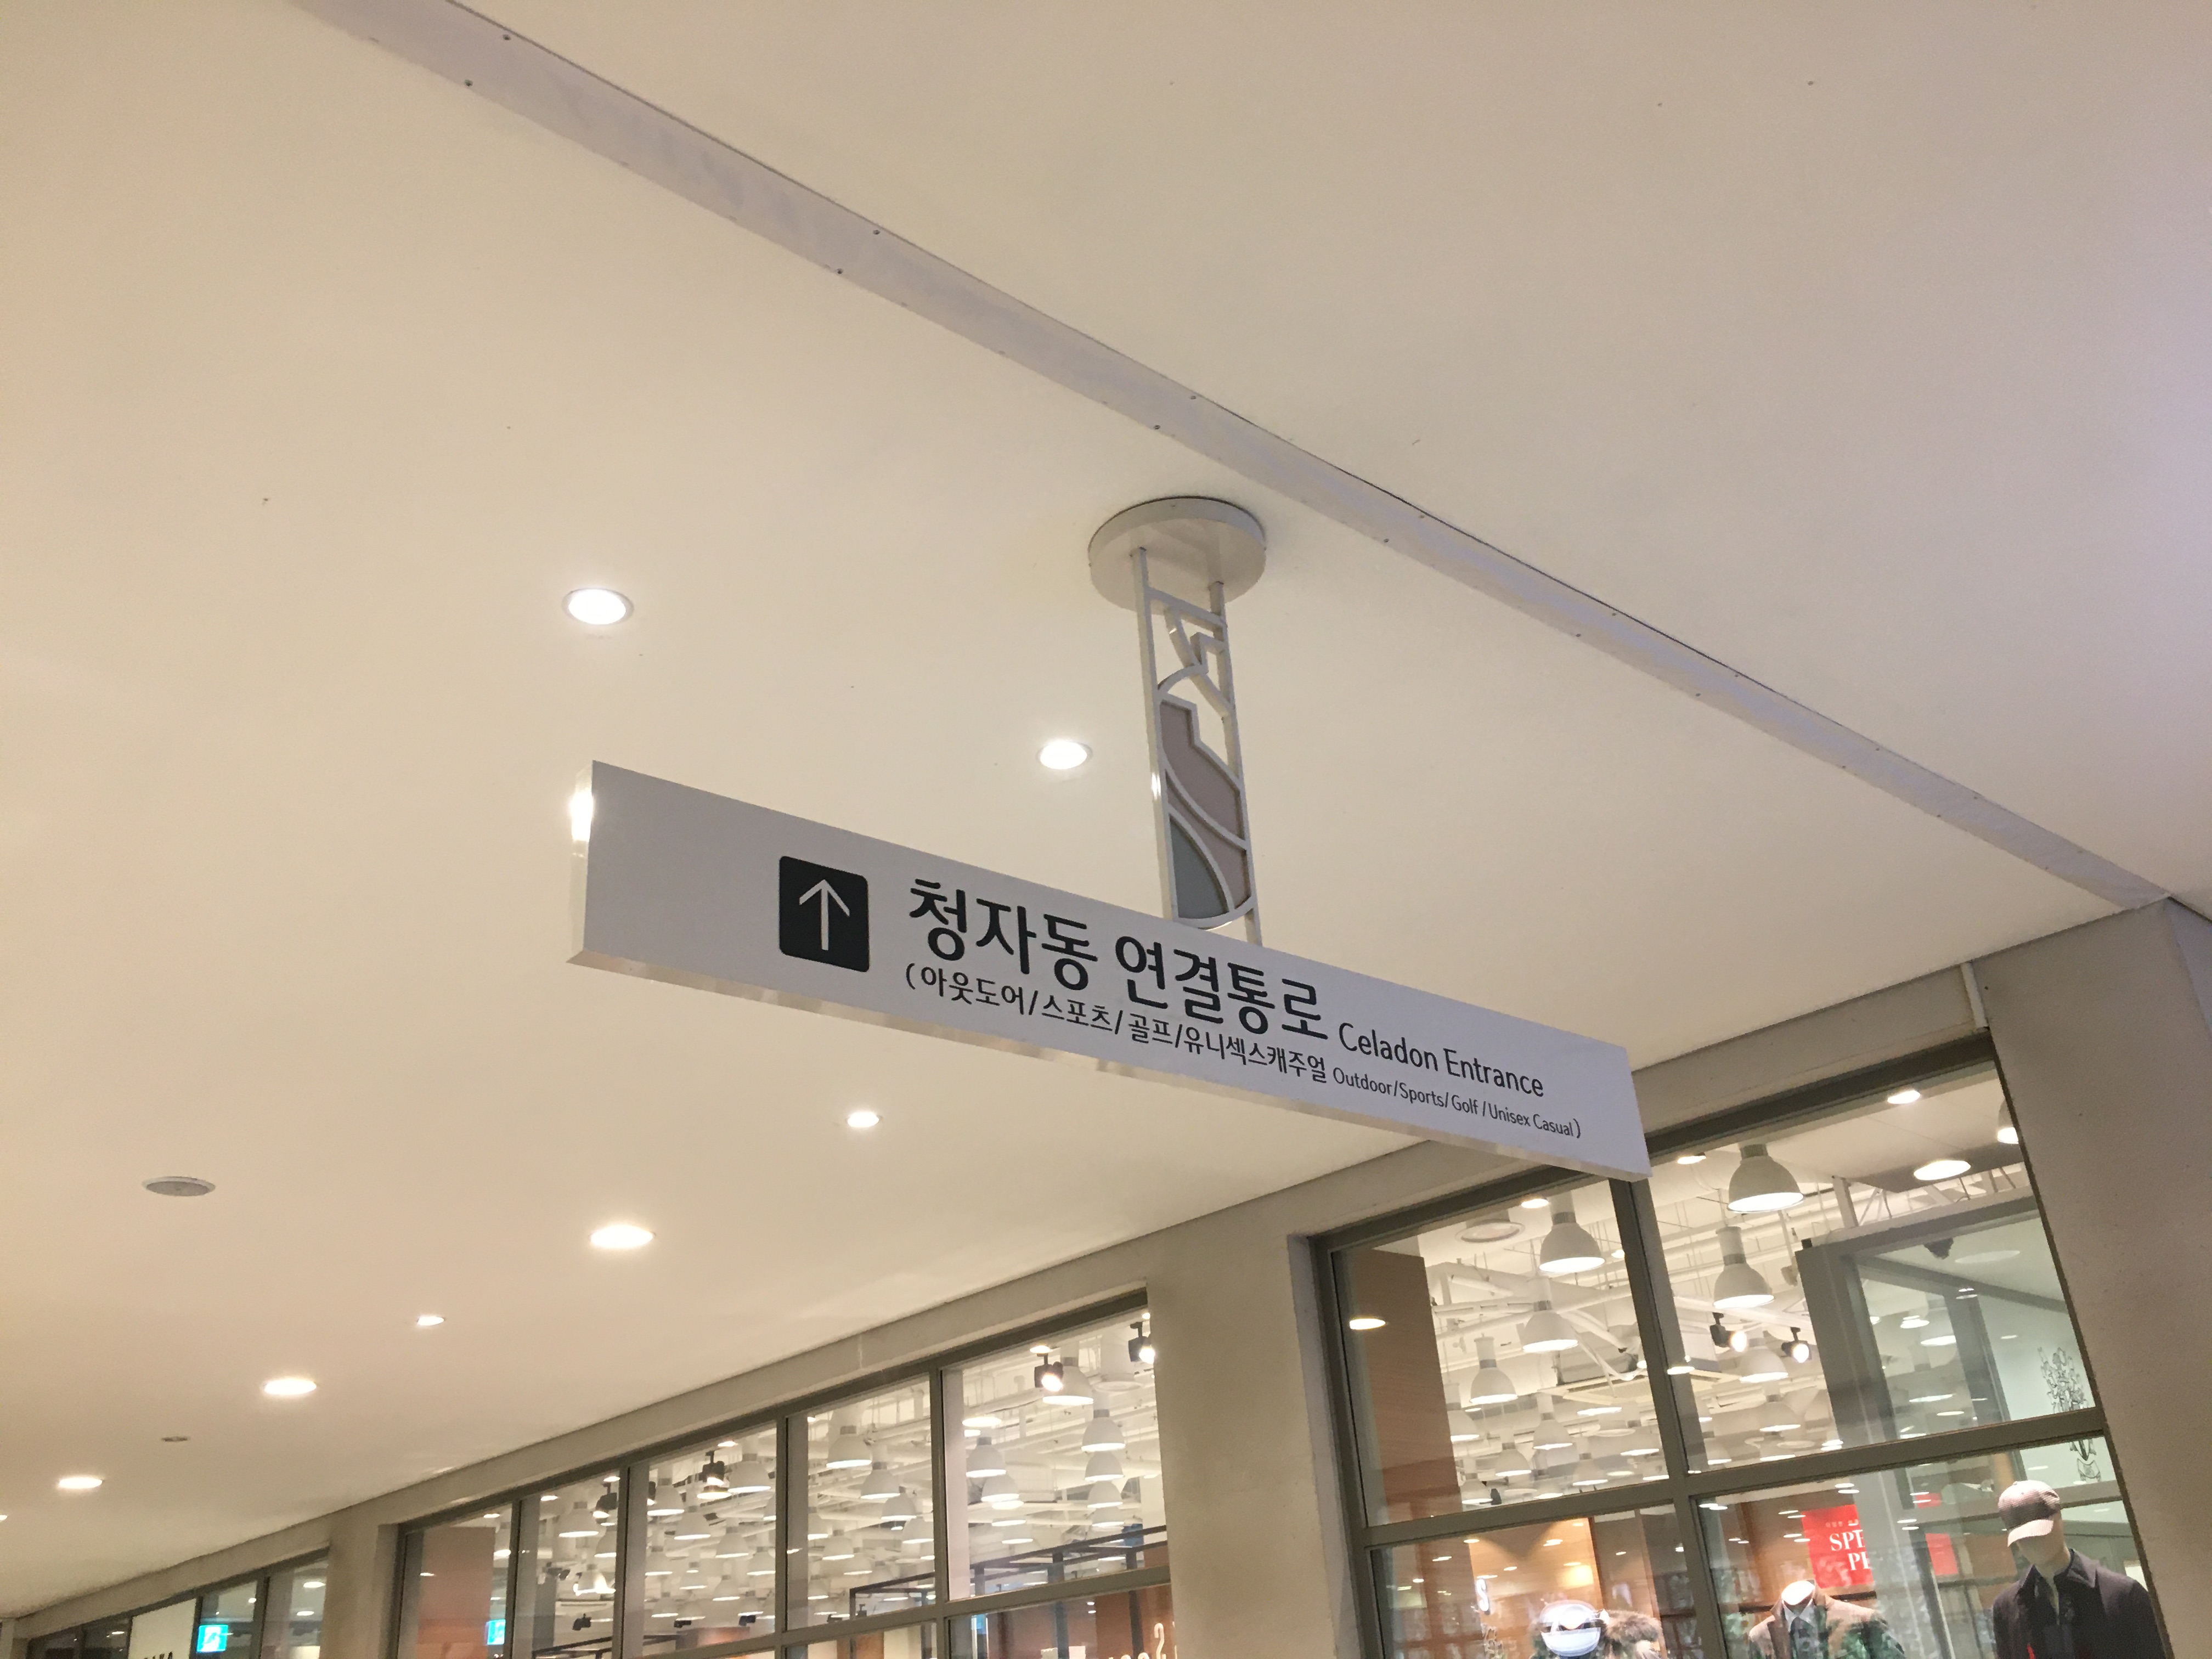 청자동 연결통로 Celadon Entrance
(아웃도어/스포츠/골프/유니섹스캐주얼 Outdoor/Sports/Golf/Unisex Casual)